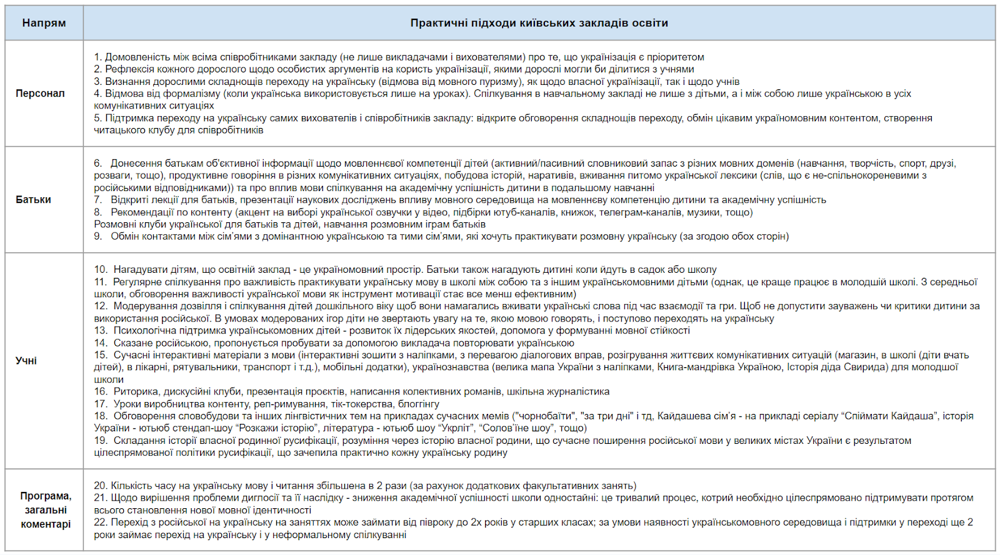 Напрям
Практичні підходи київських закладів освіти
Персонал
1. Домовленість між всіма співробітниками закладу (не лише викладачами і вихователями) про те, що українізація є пріоритетом
2. Рефлексія кожного дорослого щодо особистих аргументів на користь українізації, якими дорослі могли би ділитися з учнями
3. Визнання дорослими складнощів переходу на українську (відмова від мовного пуризму), як щодо власної українізації, так і щодо учнів
4. Відмова від формалізму (коли українська використовується лише на уроках). Спілкування в навчальному закладі не лише з дітьми, а і між собою лише українською в усіх
комунікативних ситуаціях
5. Підтримка переходу на українську самих вихователів і співробітників закладу: відкрите обговорення складнощів переходу, обмін цікавим україномовним контентом, створення
читацького клубу для співробітників
Батьки
6. Донесення батькам об'єктивної інформації щодо мовленнєвої компетенції дітей (активний/пасивний словниковий запас з різних мовних доменів (навчання, творчість, спорт, друзі,
розваги, тощо), продуктивне говоріння в різних комунікативних ситуаціях, побудова історій, наративів, вживання питомо української лексики (слів, що є не-спільнокореневими з
російськими відповідниками)) та про вплив мови спілкування на академічну успішність дитини в подальшому навчанні
7. Відкриті лекції для батьків, презентації наукових досліджень впливу мовного середовища на мовленнєву компетенцію дитини та академічну успішність
8. Рекомендації по контенту (акцент на виборі української озвучки у відео, підбірки ютуб-каналів, книжок, телеграм-каналів, музики, тощо)
Розмовні клуби української для батьків та дітей, навчання розмовним іграм батьків
9. Обмін контактами між сім’ями з домінантною українською та тими сім’ями, які хочуть практикувати розмовну українську (за згодою обох сторін)
Учні
10. Нагадувати дітям, що освітній заклад - це україномовний простір. Батьки також нагадують дитині коли йдуть в садок або школу
11. Регулярне спілкування про важливість практикувати українську мову в школі між собою та з іншим українськомовними дітьми (однак, це краще працює в молодшій школі. З середньої
школи, обговорення важливості української мови як інструмент мотивації стає все менш ефективним)
12. Модерування дозвілля і спілкування дітей дошкільного віку щоб вони намагались вживати українські слова під час взаємодії та гри. Щоб не допустити зауважень чи критики дитини за
використання російської. В умовах модерованих ігор діти не звертають увагу на те, якою мовою говорять, і поступово переходять на українську
13. Психологічна підтримка українськомовних дітей - розвиток їх лідерських якостей, допомога у формуванні мовної стійкості
14. Сказане російською, пропонується пробувати за допомогою викладача повторювати українською
15. Сучасні інтерактивні матеріали з мови (інтерактивні зошити з наліпками, з перевагою діалогових вправ, розігрування життєвих комунікативних ситуацій (магазин, в школі (діти вчать
дітей), в лікарні, рятувальники, транспорт і т.д.), мобільні додатки), українознавства (велика мапа України з наліпками, Книга-мандрівка Україною, Історія діда Свирида) для молодшої
школи
16. Риторика, дискусійні клуби, презентація проєктів, написання колективних романів, шкільна журналістика
17. Уроки виробництва контенту, реп-римування, тік-токерства, блоггінгу
18. Обговорення словобудови та інших лінгвістичних тем на прикладах сучасних мемів ("чорнобаїти", "за три дні" і тд, Кайдашева сім’я - на прикладі серіалу “Спіймати Кайдаша”, історія
України - ютьюб стендап-шоу “Розкажи історію”, література - ютьюб шоу “Укрліт”, “Солов’їне шоу”, тощо)
19. Складання історії власної родинної русифікації, розуміння через історію власної родини, що сучасне поширення російської мови у великих містах України є результатом
цілеспрямованої політики русифікації, що зачепила практично кожну українську родину
Програма,
загальні
коментарі
20. Кількість часу на українську мову і читання збільшена в 2 рази (за рахунок додаткових факультативних занять)
21. Щодо вирішення проблеми диглосії та її наслідку - зниження академічної успішності школи одностайні: це тривалий процес, котрий необхідно цілеспрямовано підтримувати протягом
всього становлення нової мовної ідентичності
22. Перехід з російської на українську на заняттях може займати від півроку до 2х років у старших класах; за умови наявності українськомовного середовища і підтримки у переході ще 2
роки займає перехід на українську і у неформальному спілкуванні